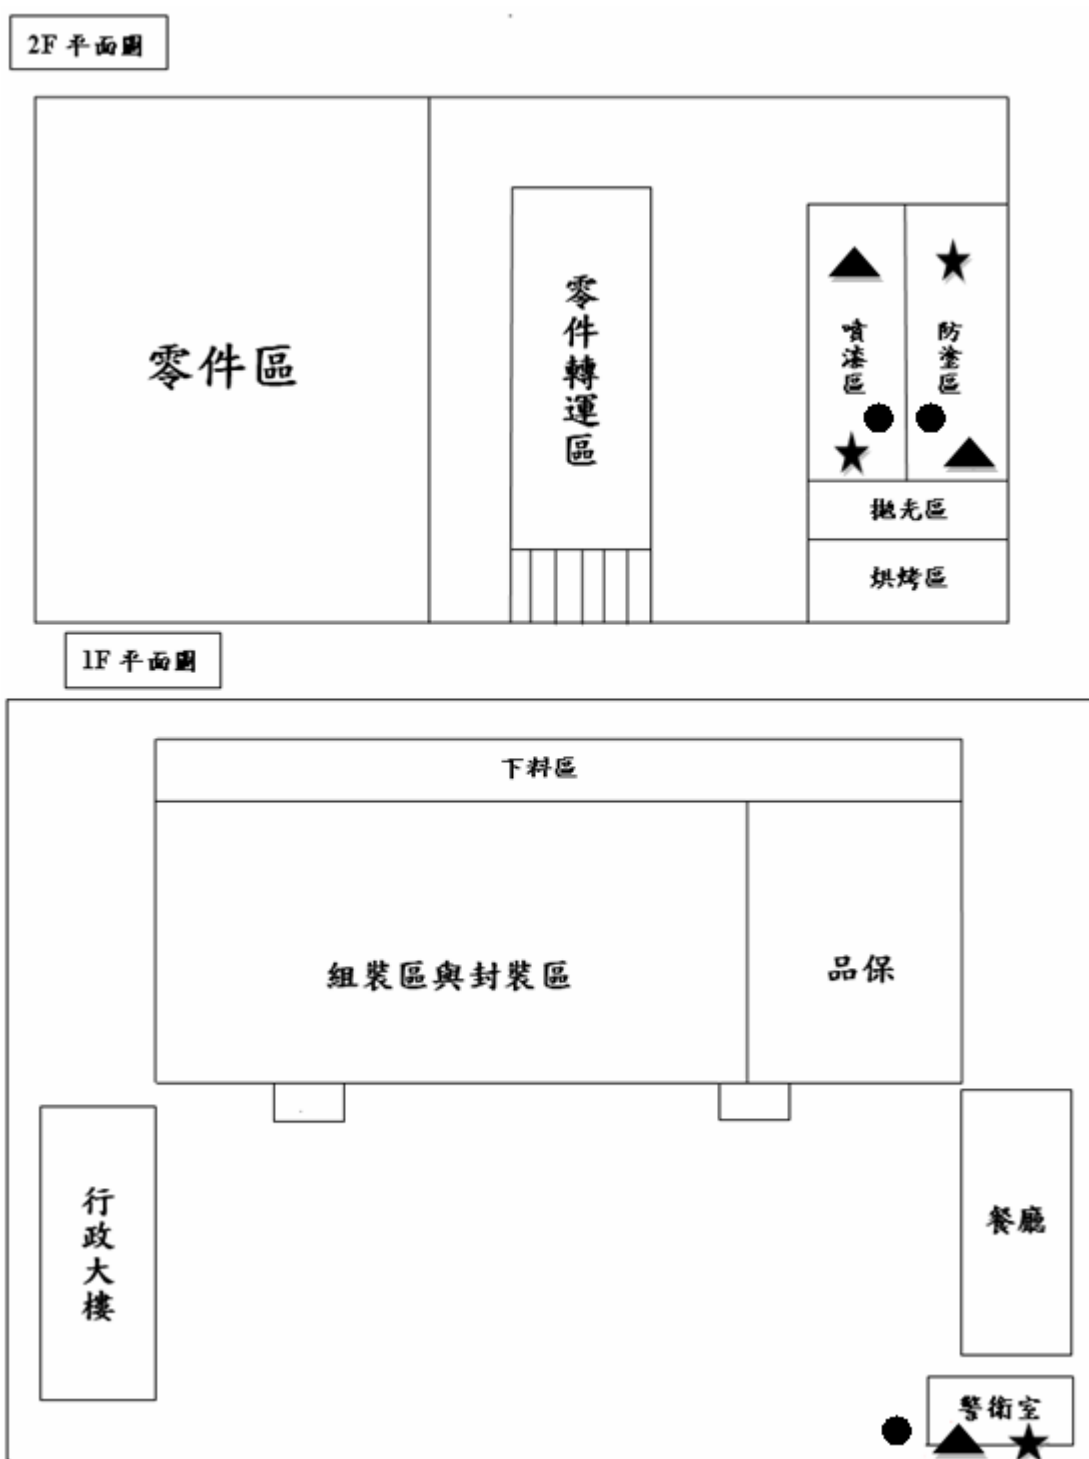 2F 平面圖
零件區
零件轉運區
噴漆區
防塗區
拋光區
烘烤區
1F 平面圖
下料區
組裝區與封裝區
品保
行政大樓
餐廳
警衛室